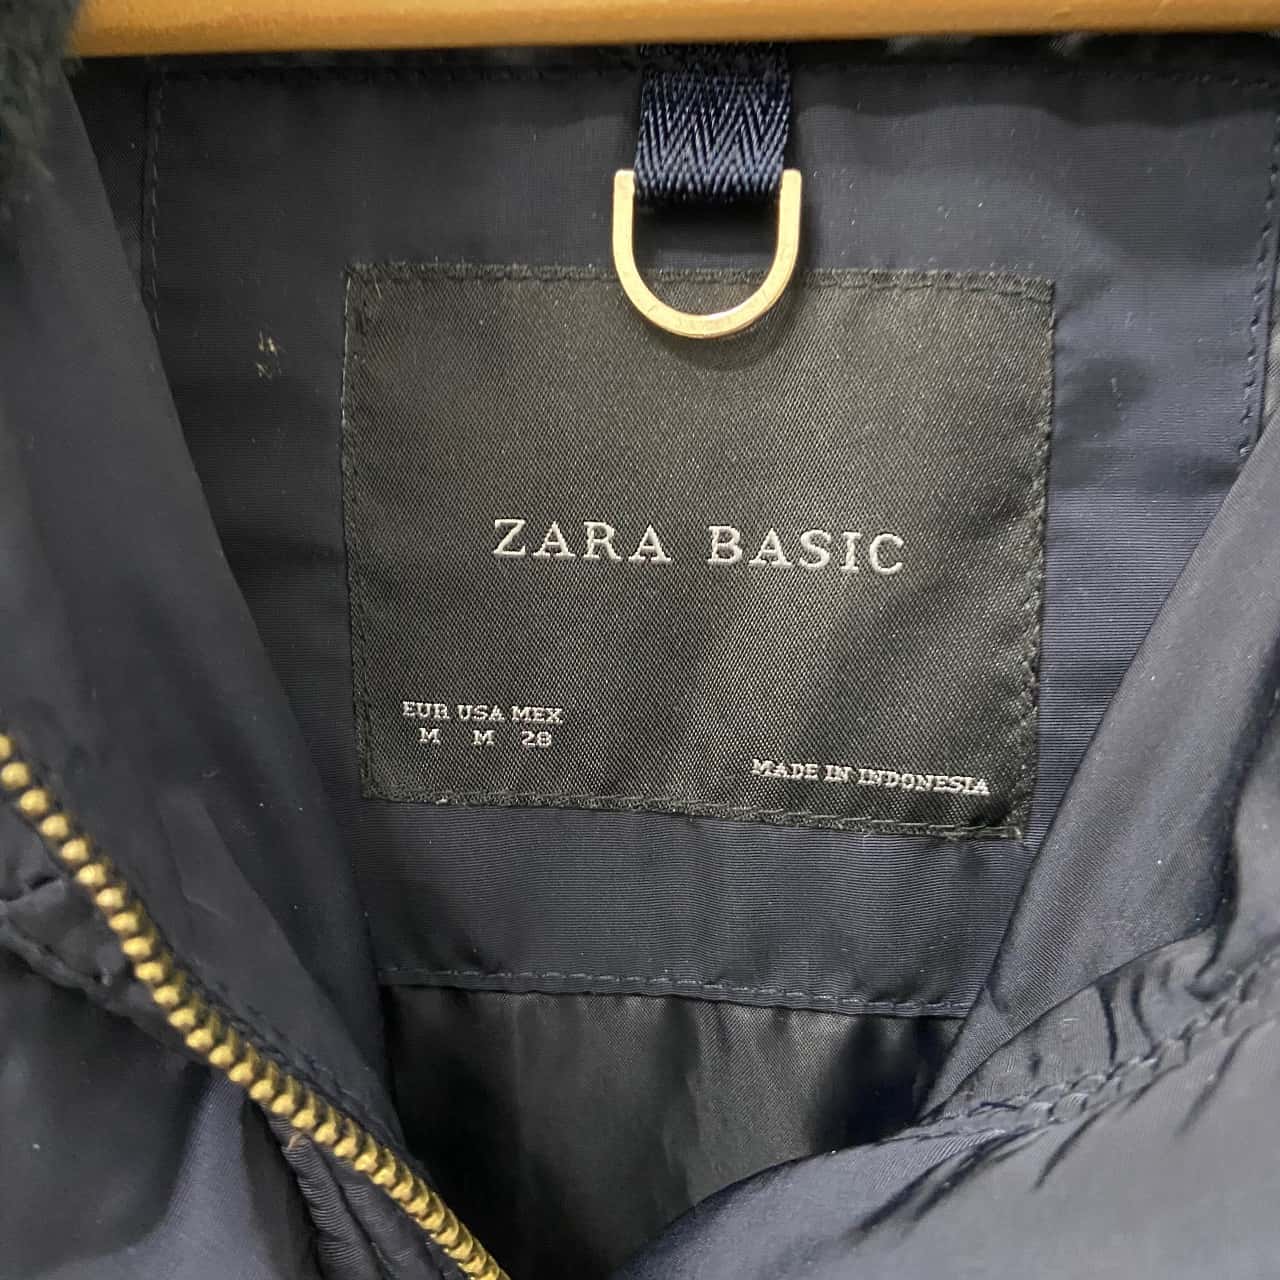 ZARA BASIC
EUR USA MEX
M M 28
MADE IN INDONESIA